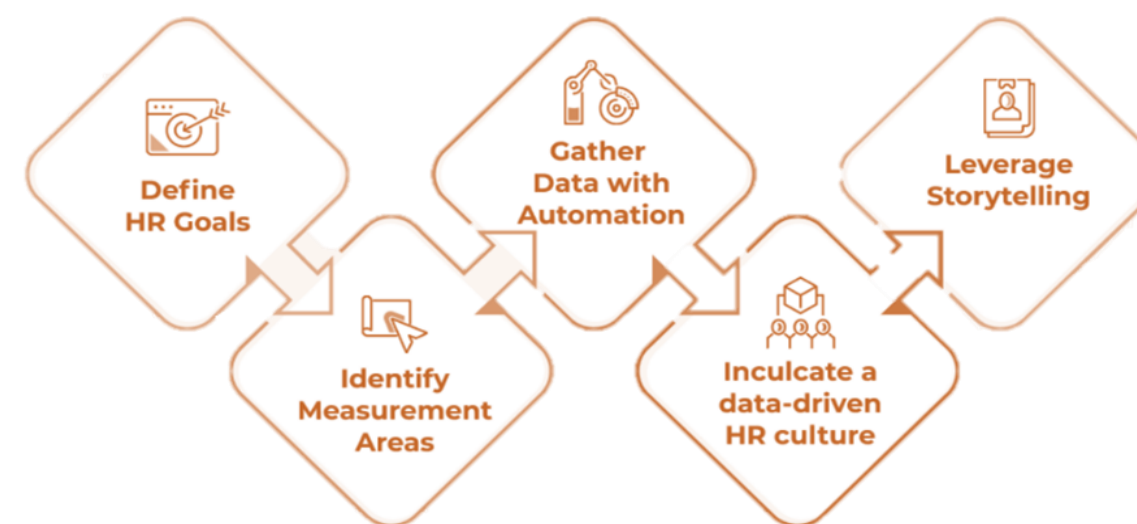 Define
HR Goals
Identify
Measurement
Areas
Gather
Data with
Automation
Inculcate a
data-driven
HR culture
Leverage
Storytelling